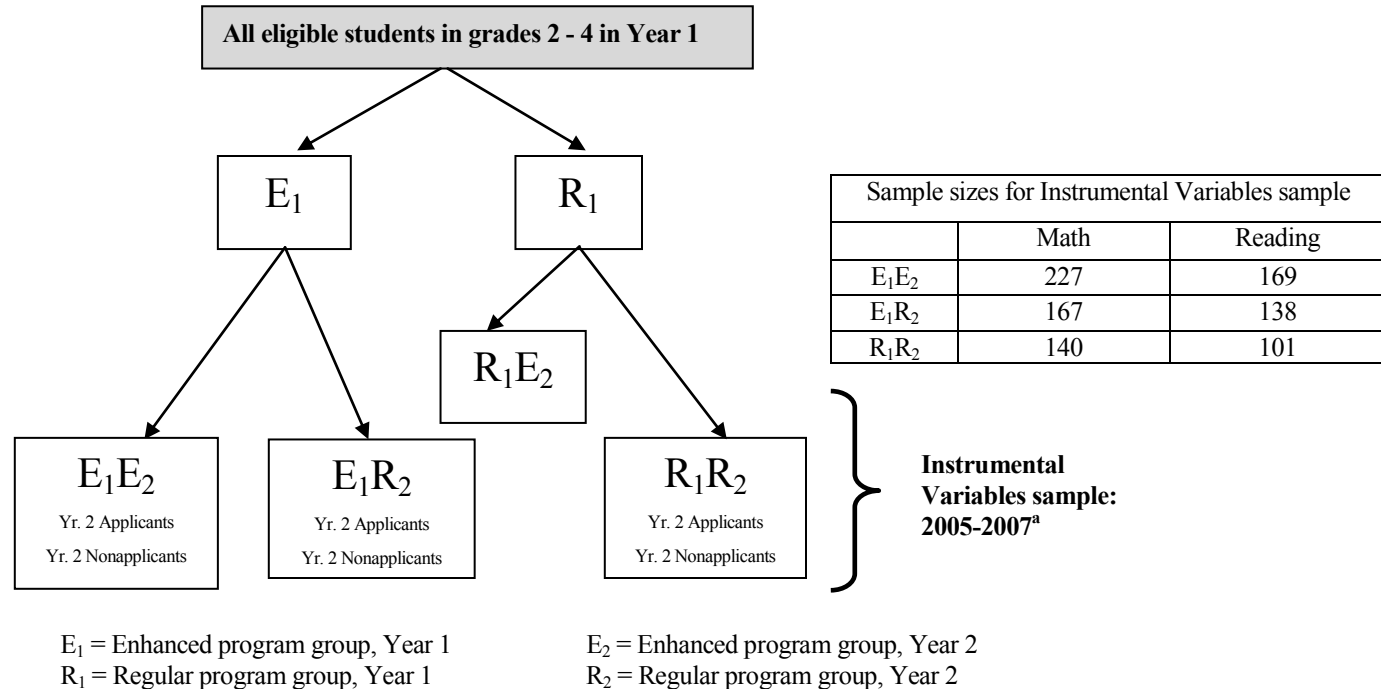 All eligible students in grades 2 - 4 in Year 1
E₁
R₁
Sample sizes for Instrumental Variables sample
Math Reading
E₁E₂ 227 169
E₁R₂ 167 138
R₁R₂ 140 101
R₁E₂
E₁E₂
Yr. 2 Applicants
Yr. 2 Nonapplicants
E₁R₂
Yr. 2 Applicants
Yr. 2 Nonapplicants
R₁R₂
Yr. 2 Applicants
Yr. 2 Nonapplicants
Instrumental
Variables sample:
2005-2007ᵃ
E₁ = Enhanced program group, Year 1
R₁ = Regular program group, Year 1
E₂ = Enhanced program group, Year 2
R₂ = Regular program group, Year 2